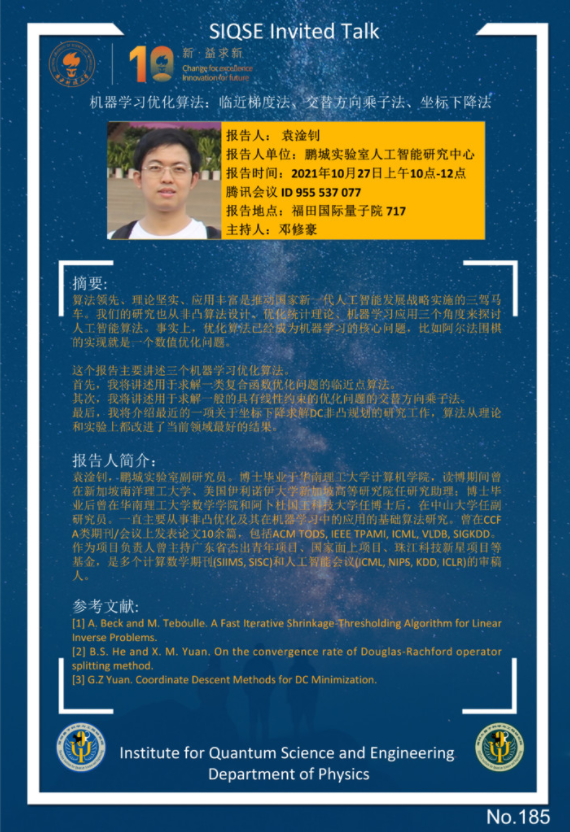 SIQSE Invited Talk
10
新·益求新
Change for excellence
Innovation for future
机器学习优化算法：临近梯度法、交替方向乘子法、坐标下降法
报告人： 袁淦钊
报告人单位：鹏城实验室人工智能研究中心
报告时间：2021年10月27日上午10点-12点
腾讯会议 ID 955 537 077
报告地点：福田国际量子院 717
主持人：邓修豪
摘要:
算法领先、理论坚实、应用丰富是推动国家新一代人工智能发展战略实施的三驾马
车。我们的研究也从非凸算法设计、优化统计理论、机器学习应用三个角度来探讨
人工智能算法。事实上，优化算法已经成为机器学习的核心问题，比如阿尔法围棋
的实现就是一个数值优化问题。
这个报告主要讲述三个机器学习优化算法。
首先，我将讲述用于求解一类复合函数优化问题的临近点算法。
其次，我将讲述用于求解一般的具有线性约束的优化问题的交替方向乘子法。
最后，我将介绍最近的一项关于坐标下降求解DC非凸规划的研究工作，算法从理论
和实验上都改进了当前领域最好的结果。
报告人简介：
袁淦钊，鹏城实验室副研究员。博士毕业于华南理工大学计算机学院，读博期间曾
在新加坡南洋理工大学、美国伊利诺伊大学新加坡高等研究院任研究助理；博士毕
业后曾在华南理工大学数学学院和阿卜杜国王科技大学任博士后，在中山大学任副
研究员。一直主要从事非凸优化及其在机器学习中的应用的基础算法研究。曾在CCF
A类期刊/会议上发表论文10余篇，包括ACM TODS, IEEE TPAMI, ICML, VLDB, SIGKDD。
作为项目负责人曾主持广东省杰出青年项目、国家面上项目、珠江科技新星项目等
基金，是多个计算数学期刊(SIIMS, SISC)和人工智能会议(ICML, NIPS, KDD, ICLR)的审稿
人。
参考文献:
[1] A. Beck and M. Teboulle. A Fast Iterative Shrinkage-Thresholding Algorithm for Linear
Inverse Problems.
[2] B.S. He and X. M. Yuan. On the convergence rate of Douglas-Rachford operator
splitting method.
[3] G.Z Yuan. Coordinate Descent Methods for DC Minimization.
Institute for Quantum Science and Engineering
Department of Physics
No.185